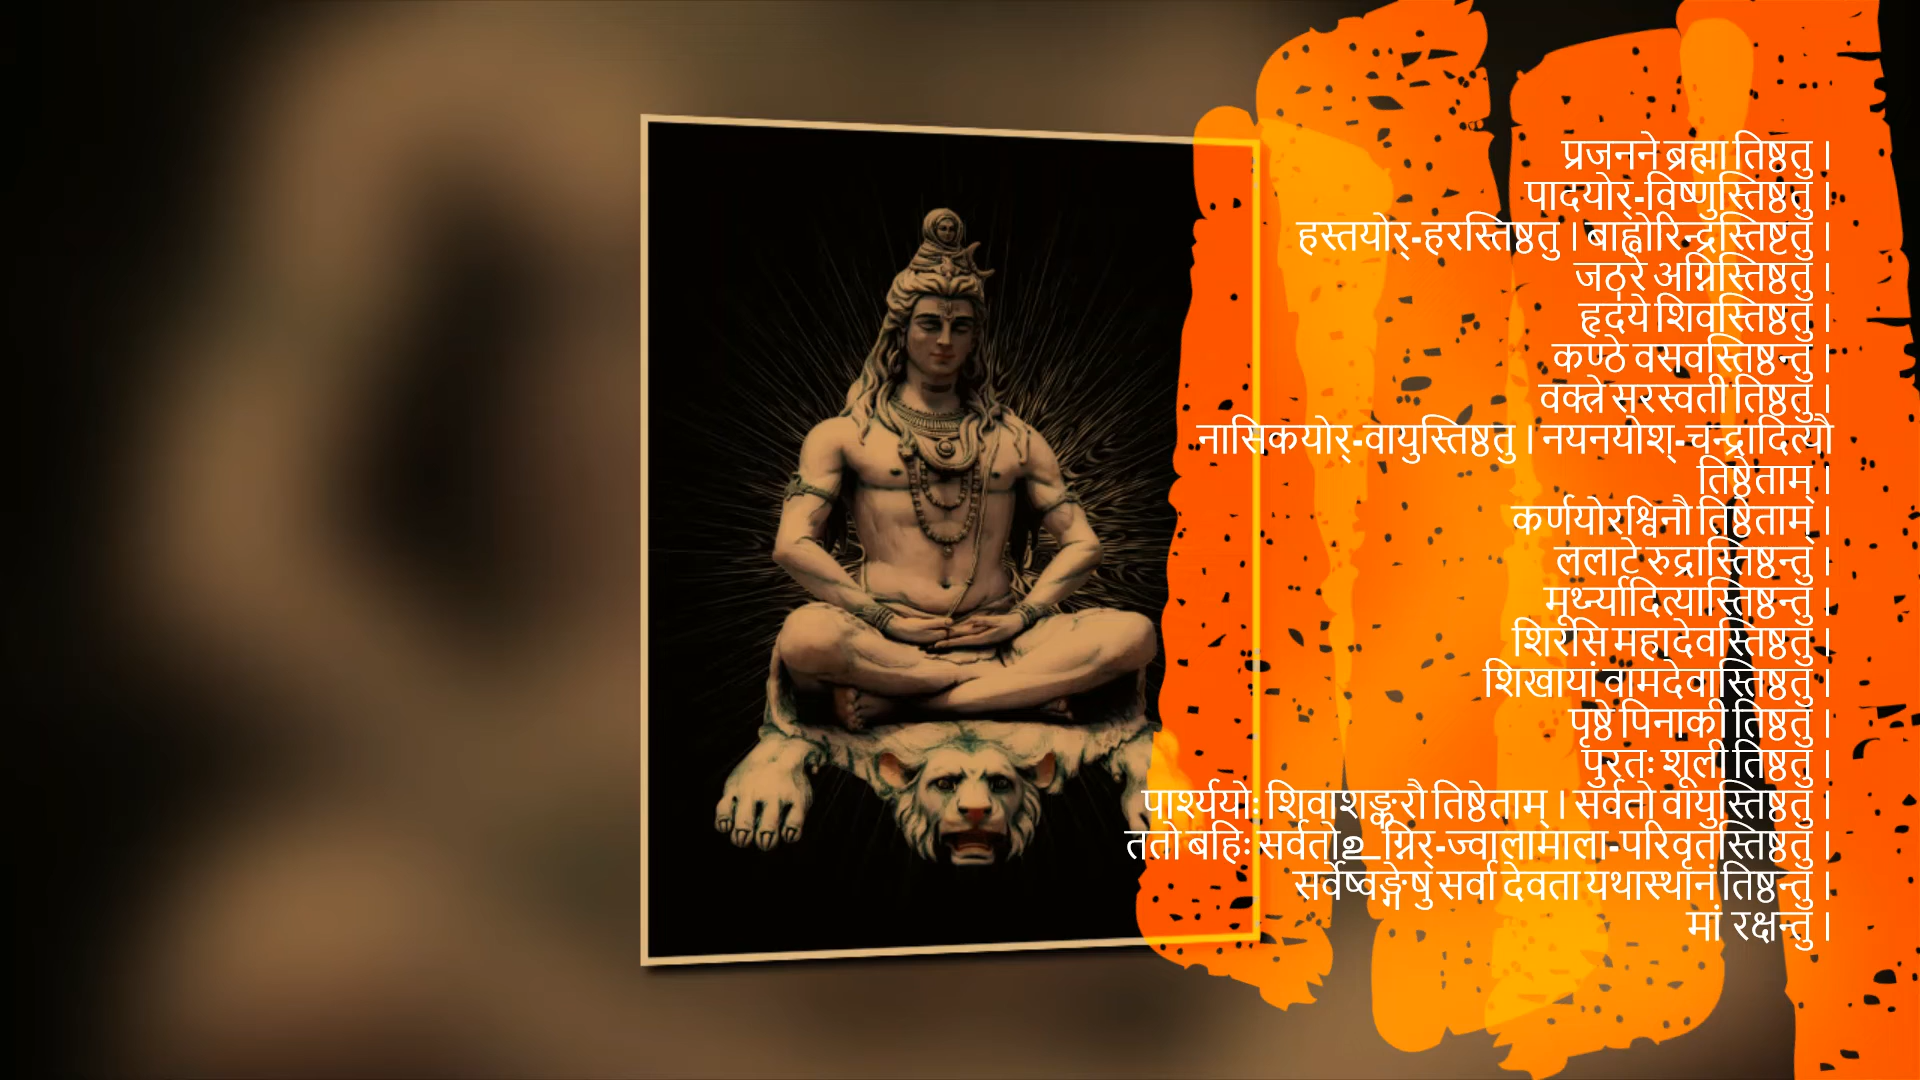 प्रजनने ब्रह्मा तिष्ठतु ।
पादयोर्-विष्णुस्तिष्ठतु ।
हस्तयोर्-हरस्तिष्ठतु । बाह्वोरिन्द्रस्तिष्टतु ।
जठरे अग्निस्तिष्ठतु ।
हृदये शिवस्तिष्ठतु ।
कण्ठे वसवस्तिष्ठन्तु ।
वक्त्रे सरस्वती तिष्ठतु ।
नासिकयोर्-वायुस्तिष्ठतु । नयनयोश्-चन्द्रादित्यौ
तिष्ठेताम् ।
कर्णयोरश्विनौ तिष्ठेताम् ।
ललाटे रुद्रास्तिष्ठन्तु ।
मूर्थ्न्यादित्यास्तिष्ठन्तु ।
शिरसि महादेवस्तिष्ठतु ।
शिखायां वामदेवास्तिष्ठतु ।
पृष्ठे पिनाकी तिष्ठतु ।
पुरतः शूली तिष्ठतु ।
पार्श्ययोः शिवाशङ्करौ तिष्ठेताम् । सर्वतो वायुस्तिष्ठतु ।
ततो बहिः सर्वतोஉग्निर्-ज्वालामाला-परिवृतस्तिष्ठतु ।
सर्वेष्वङ्गेषु सर्वा देवता यथास्थानं तिष्ठन्तु ।
मां रक्षन्तु ।